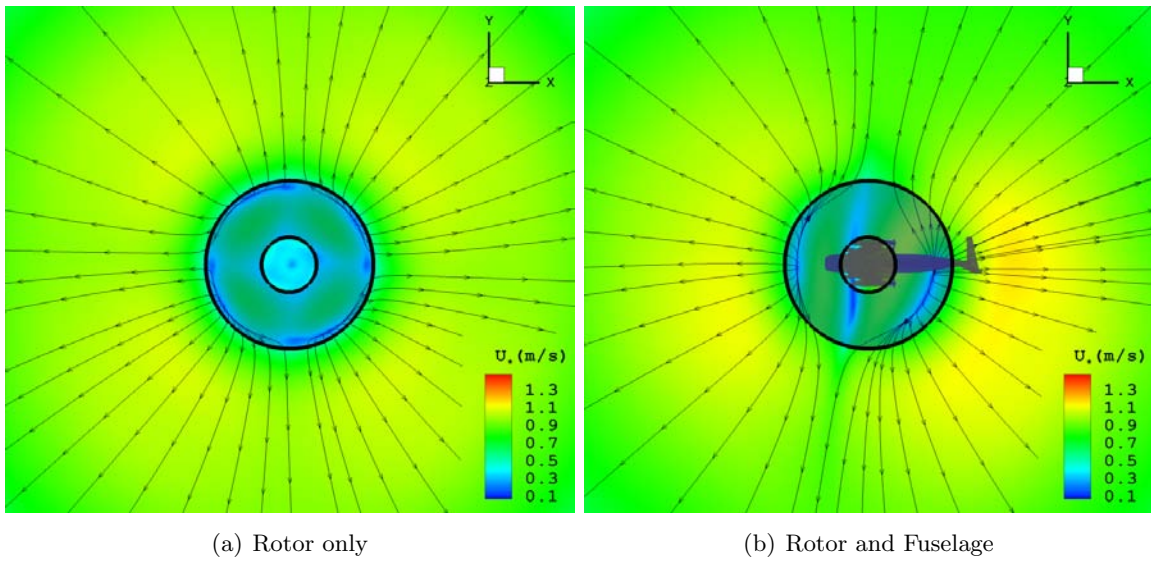 Y
Z
X
U*(m/s)
1.3
1.1
0.9
0.7
0.5
0.3
0.1
Y
Z
X
U*(m/s)
1.3
1.1
0.9
0.7
0.5
0.3
0.1
(a) Rotor only
(b) Rotor and Fuselage